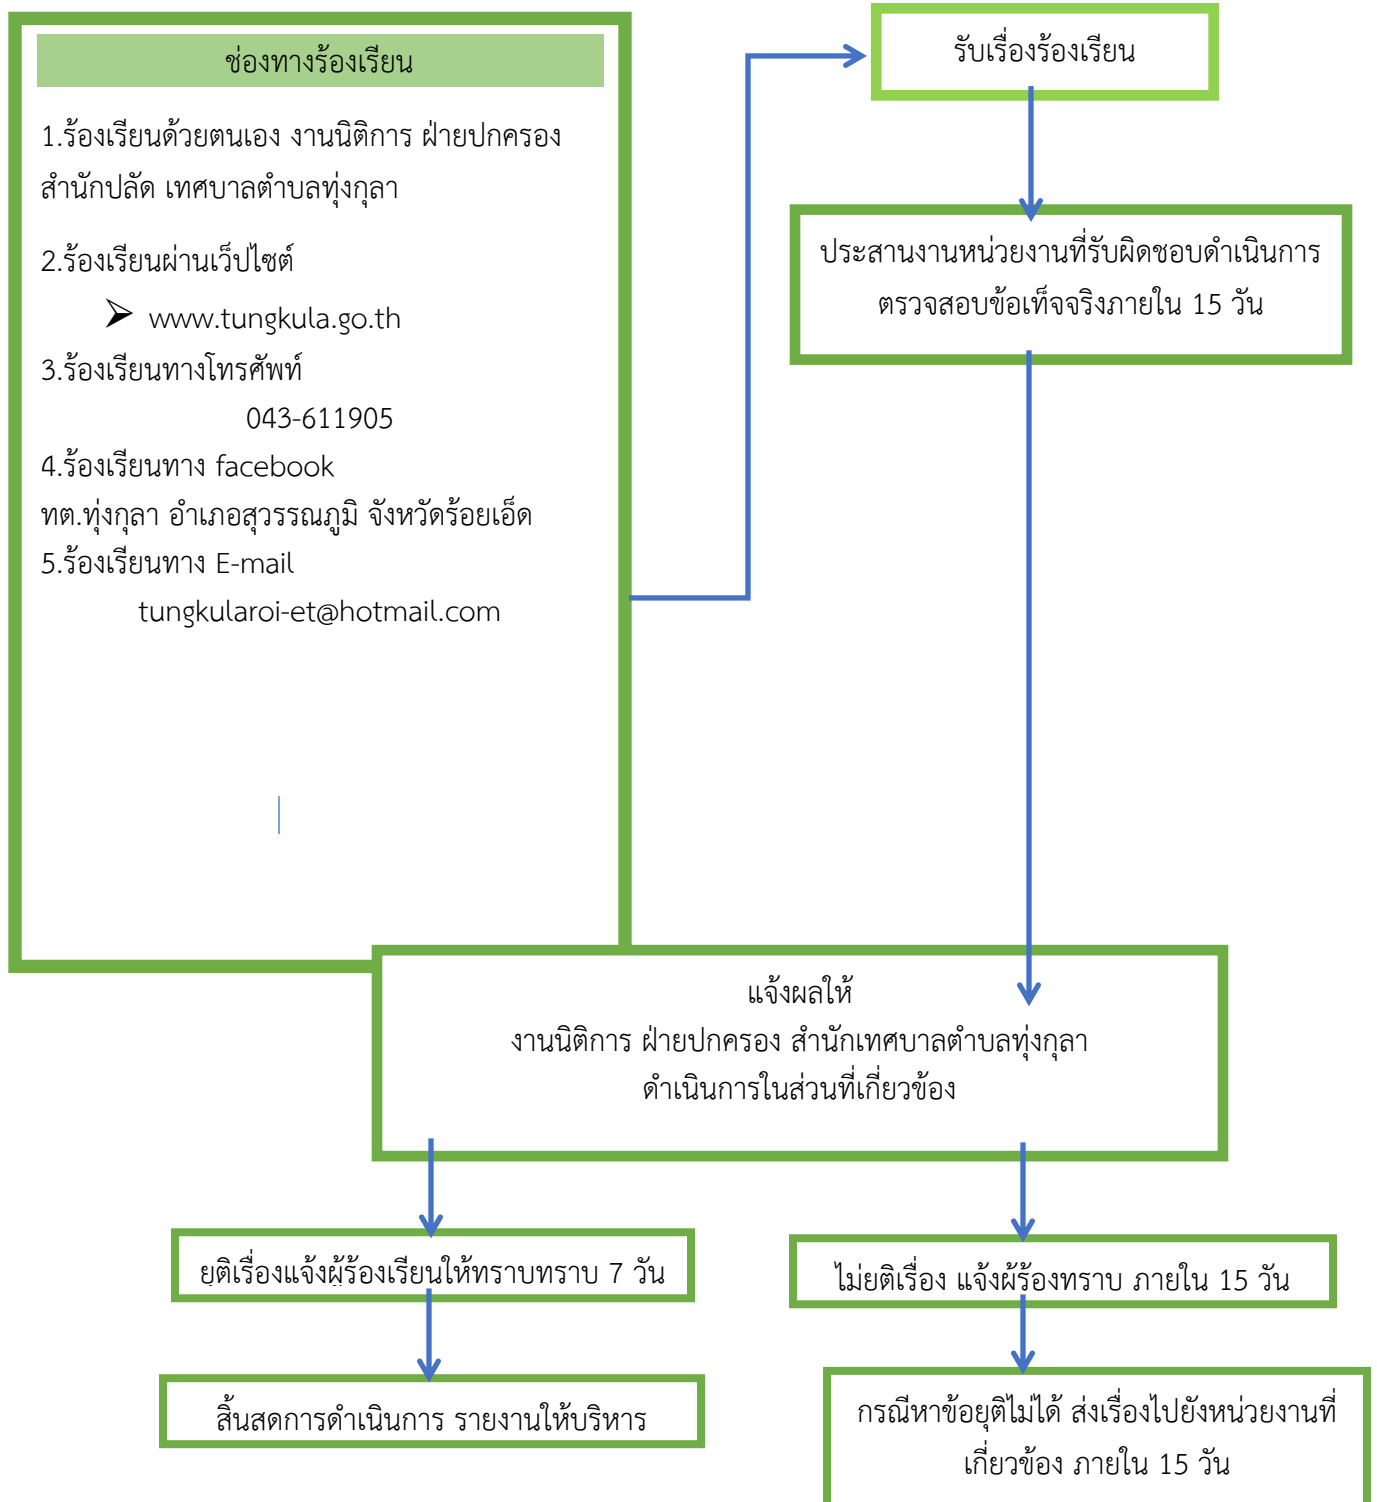 ช่องทางร้องเรียน
1.ร้องเรียนด้วยตนเอง งานนิติการ ฝ่ายปกครอง
สำนักปลัด เทศบาลตำบลทุ่งกุลา
2.ร้องเรียนผ่านเว็ปไซต์
➢ www.tungkula.go.th
3.ร้องเรียนทางโทรศัพท์
043-611905
4.ร้องเรียนทาง facebook
ทต.ทุ่งกุลา อำเภอสุวรรณภูมิ จังหวัดร้อยเอ็ด
5.ร้องเรียนทาง E-mail
tungkularoi-et@hotmail.com
รับเรื่องร้องเรียน
ประสานงานหน่วยงานที่รับผิดชอบดำเนินการ
ตรวจสอบข้อเท็จจริงภายใน 15 วัน
แจ้งผลให้
งานนิติการ ฝ่ายปกครอง สำนักเทศบาลตำบลทุ่งกุลา
ดำเนินการในส่วนที่เกี่ยวข้อง
ยุติเรื่องแจ้งผู้ร้องเรียนให้ทราบทราบ 7 วัน
ไม่ยุติเรื่อง แจ้งผู้ร้องทราบ ภายใน 15 วัน
สิ้นสุดการดำเนินการ รายงานให้บริหาร
กรณีหาข้อยุติไม่ได้ ส่งเรื่องไปยังหน่วยงานที่
เกี่ยวข้อง ภายใน 15 วัน